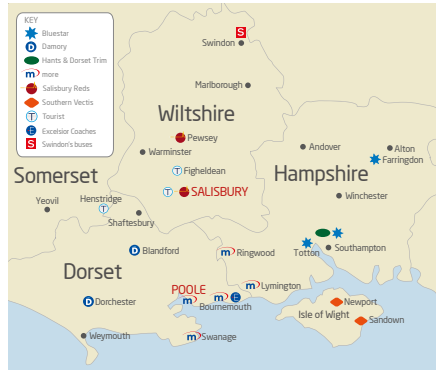 KEY
Bluestar
D Damory
Hants & Dorset Trim
m more
Salisbury Reds
Southern Vectis
T Tourist
E Excelsior Coaches
S Swindon's buses
S
Swindon
Marlborough
Wiltshire
Pewsey
Warminster
Andover
Alton
Farringdon
T Figheldean
Hampshire
Somerset
T SALISBURY
Winchester
Yeovil
Henstridge
T
Shaftesbury
D Blandford
m Ringwood
Totton
Southampton
Dorset
POOLE
m
m E
Bournemouth
m Lymington
D Dorchester
Newport
Isle of Wight
Sandown
Weymouth
m Swanage